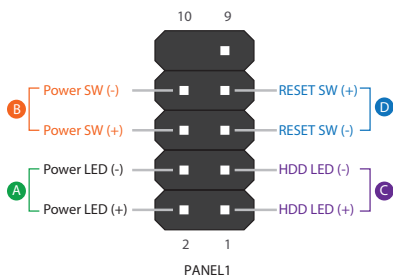 10 9
Power SW (-) RESET SW (+)
B D
Power SW (+) RESET SW (-)
Power LED (-) HDD LED (-)
A C
Power LED (+) HDD LED (+)
2 1
PANEL1